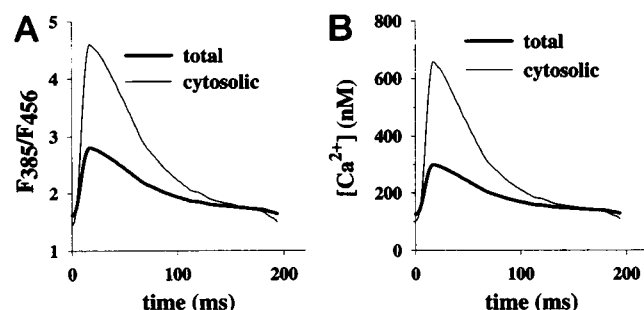 A
5
4
3
2
1
F385/F456
total
cytosolic
0
100
200
time (ms)
B
800
600
400
200
0
[Ca2+] (nM)
total
cytosolic
0
100
200
time (ms)